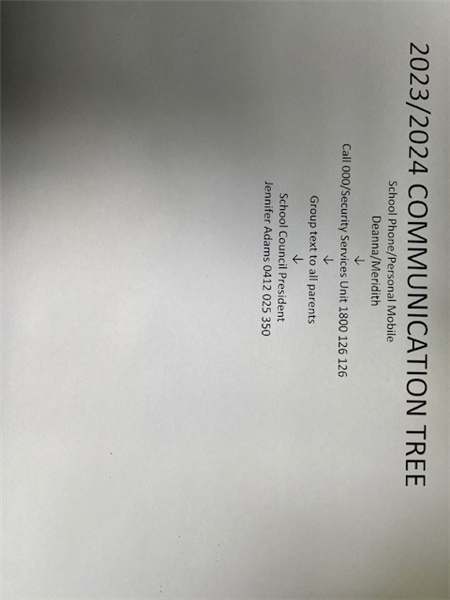 2023/2024 COMMUNICATION TREE
School Phone/Personal Mobile
Deanna/Meridith
↓
Call 000/Security Services Unit 1800 126 126
↓
Group text to all parents
↓
School Council President
Jennifer Adams 0412 025 350